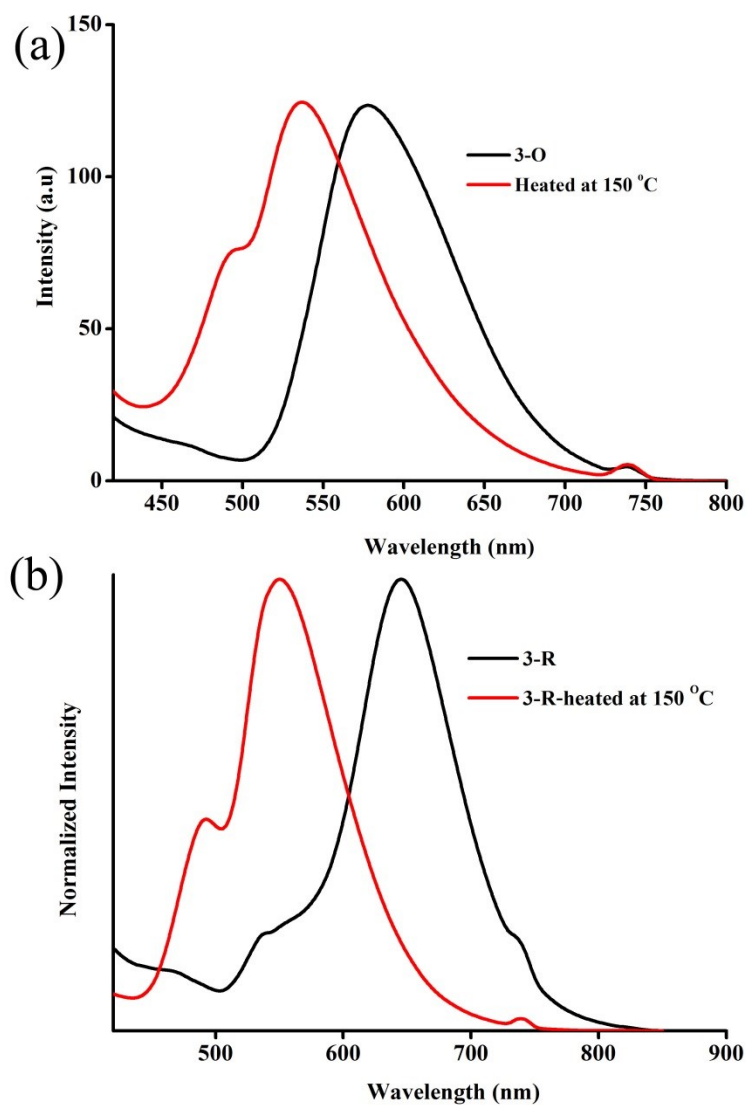 (a)
150
100
50
0
Intensity (a.u)
3-O
Heated at 150 °C
450 500 550 600 650 700 750 800
Wavelength (nm)
(b)
Normalized Intensity
3-R
3-R-heated at 150 °C
500 600 700 800 900
Wavelength (nm)